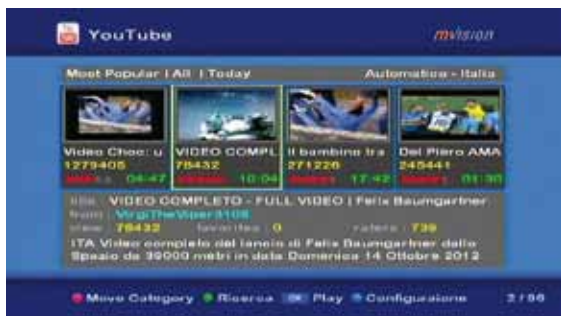 YouTube
mvision
Most Popular | All | Today
Automatica - Italia
Video Choc: u
VIDEO COMPL
Il bambino tra
Del Piero AMA
1279405
78432
271226
245441
04:47
10:04
17:42
01:30
title : VIDEO COMPLETO - FULL VIDEO | Felix Baumgartner
from : VirgiTheViper3108
view : 78432 favorites : 0 raters : 739
ITA Video completo del lancio di Felix Baumgartner dallo
Spazio da 39000 metri in data Domenica 14 Ottobre 2012
Move Category Ricerca OK Play Configurazione 2 / 96